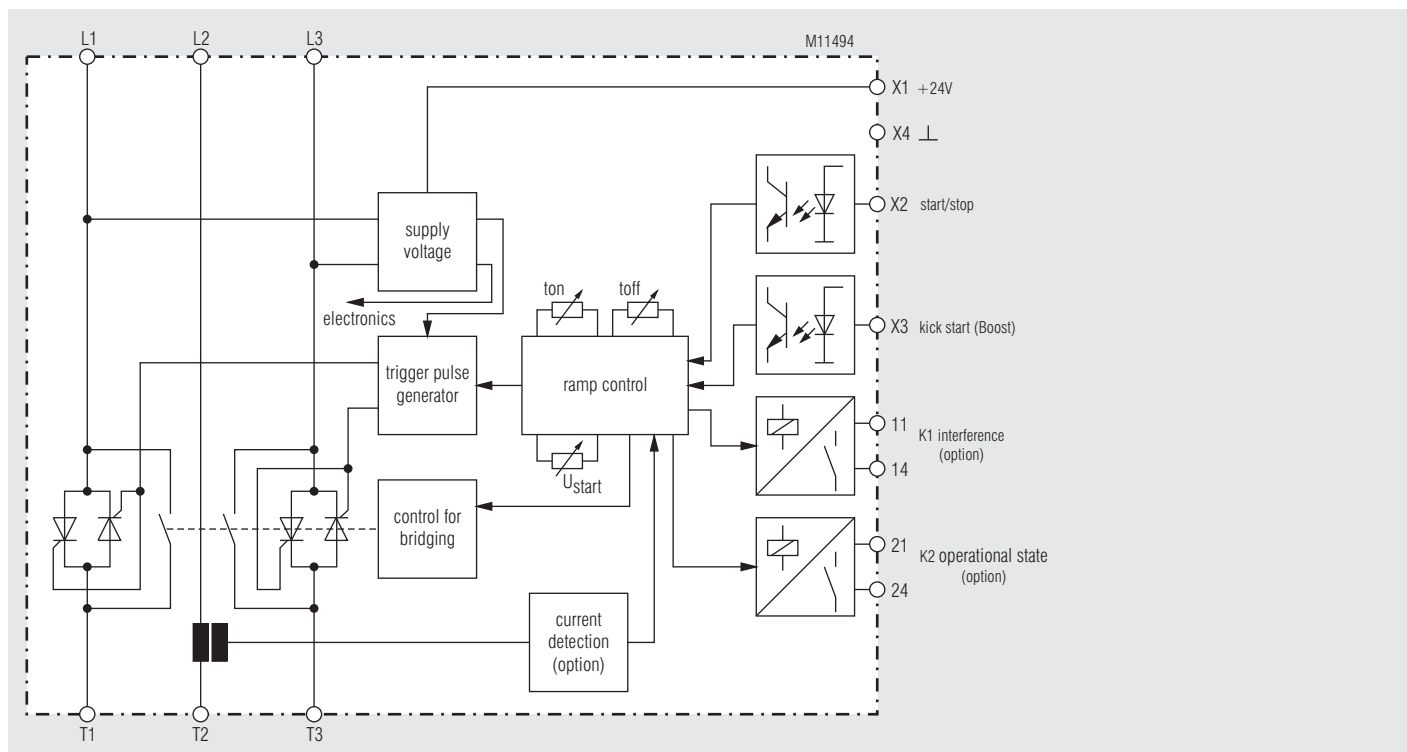 L1
L2
L3
M11494
X1 +24V
X4
supply
voltage
X2 start/stop
electronics
ton
toff
X3 kick start (Boost)
trigger pulse
generator
ramp control
11
K1 interference
(option)
14
Ustart
control for
bridging
21
K2 operational state
(option)
24
current
detection
(option)
T1
T2
T3